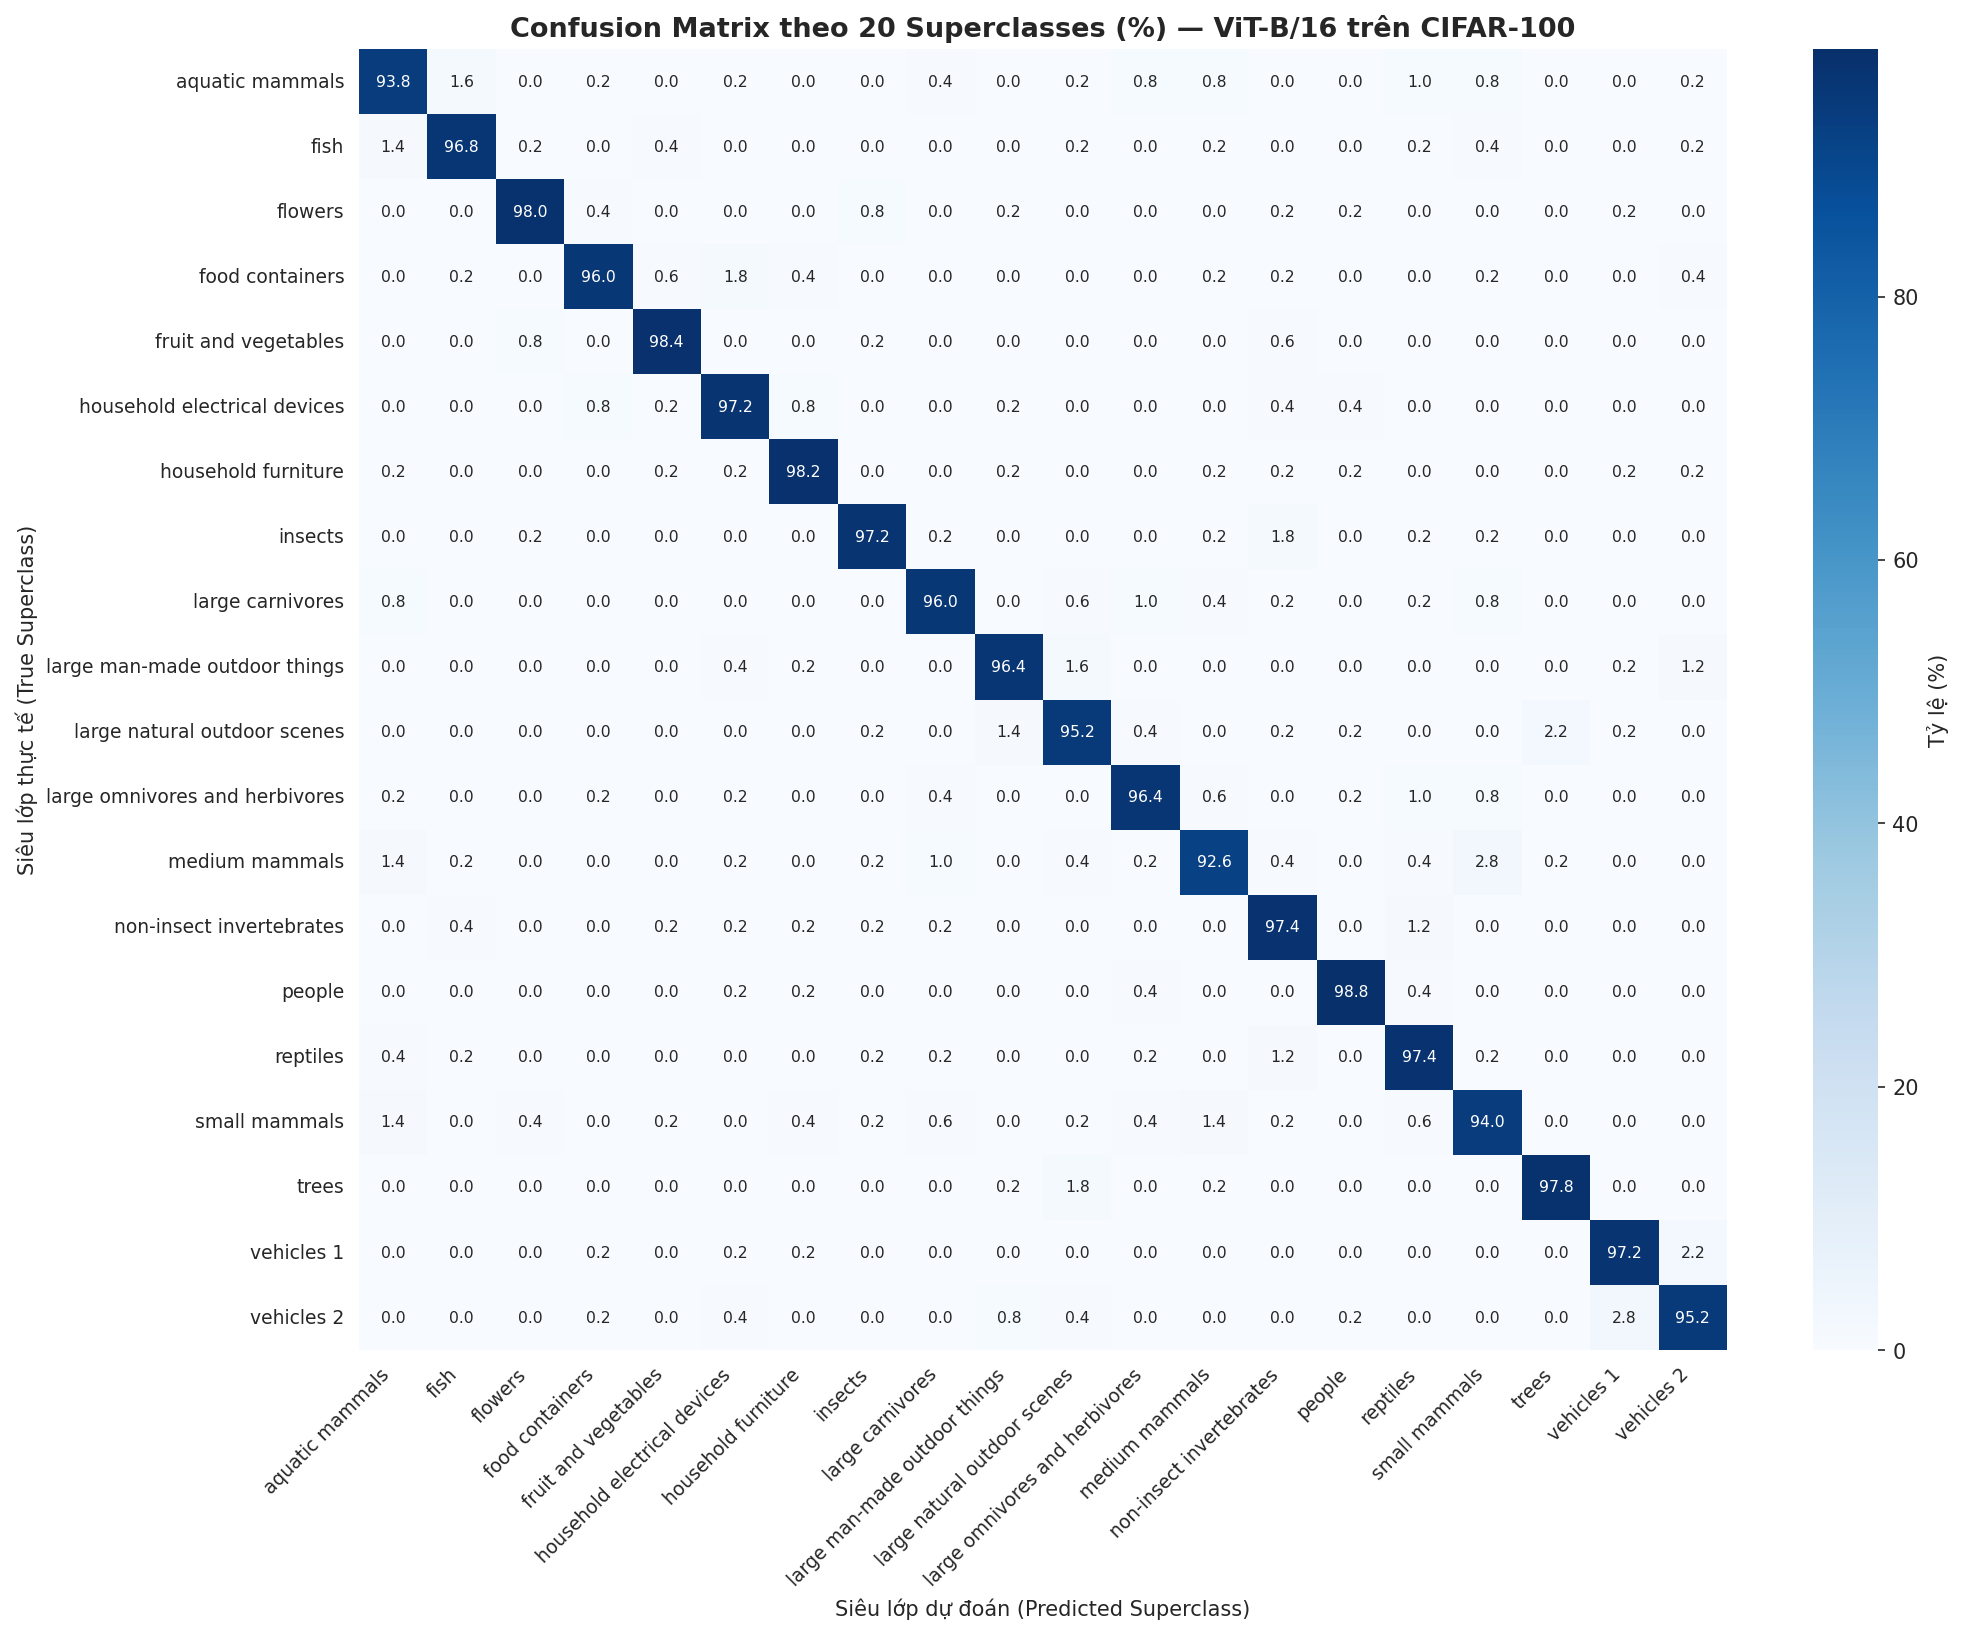 Confusion Matrix theo 20 Superclasses (%) — ViT-B/16 trên CIFAR-100
Siêu lớp thực tế (True Superclass)
aquatic mammals 93.8 1.6 0.0 0.2 0.0 0.2 0.0 0.0 0.4 0.0 0.2 0.8 0.8 0.0 0.0 1.0 0.8 0.0 0.0 0.2
fish 1.4 96.8 0.2 0.0 0.4 0.0 0.0 0.0 0.0 0.0 0.2 0.0 0.2 0.0 0.0 0.2 0.4 0.0 0.0 0.2
flowers 0.0 0.0 98.0 0.4 0.0 0.0 0.0 0.8 0.0 0.2 0.0 0.0 0.0 0.2 0.2 0.0 0.0 0.0 0.2 0.0
food containers 0.0 0.2 0.0 96.0 0.6 1.8 0.4 0.0 0.0 0.0 0.0 0.0 0.2 0.2 0.0 0.0 0.2 0.0 0.0 0.4
fruit and vegetables 0.0 0.0 0.8 0.0 98.4 0.0 0.0 0.2 0.0 0.0 0.0 0.0 0.0 0.6 0.0 0.0 0.0 0.0 0.0 0.0
household electrical devices 0.0 0.0 0.0 0.8 0.2 97.2 0.8 0.0 0.0 0.2 0.0 0.0 0.0 0.4 0.4 0.0 0.0 0.0 0.0 0.0
household furniture 0.2 0.0 0.0 0.0 0.2 0.2 98.2 0.0 0.0 0.2 0.0 0.0 0.2 0.2 0.2 0.0 0.0 0.0 0.2 0.2
insects 0.0 0.0 0.2 0.0 0.0 0.0 0.0 97.2 0.2 0.0 0.0 0.0 0.2 1.8 0.0 0.2 0.2 0.0 0.0 0.0
large carnivores 0.8 0.0 0.0 0.0 0.0 0.0 0.0 0.0 96.0 0.0 0.6 1.0 0.4 0.2 0.0 0.2 0.8 0.0 0.0 0.0
large man-made outdoor things 0.0 0.0 0.0 0.0 0.0 0.4 0.2 0.0 0.0 96.4 1.6 0.0 0.0 0.0 0.0 0.0 0.0 0.0 0.2 1.2
large natural outdoor scenes 0.0 0.0 0.0 0.0 0.0 0.0 0.0 0.2 0.0 1.4 95.2 0.4 0.0 0.2 0.2 0.0 0.0 2.2 0.2 0.0
large omnivores and herbivores 0.2 0.0 0.0 0.2 0.0 0.2 0.0 0.0 0.4 0.0 0.0 96.4 0.6 0.0 0.2 1.0 0.8 0.0 0.0 0.0
medium mammals 1.4 0.2 0.0 0.0 0.0 0.2 0.0 0.2 1.0 0.0 0.4 0.2 92.6 0.4 0.0 0.4 2.8 0.2 0.0 0.0
non-insect invertebrates 0.0 0.4 0.0 0.0 0.2 0.2 0.2 0.2 0.2 0.0 0.0 0.0 0.0 97.4 0.0 1.2 0.0 0.0 0.0 0.0
people 0.0 0.0 0.0 0.0 0.0 0.2 0.2 0.0 0.0 0.0 0.0 0.4 0.0 0.0 98.8 0.4 0.0 0.0 0.0 0.0
reptiles 0.4 0.2 0.0 0.0 0.0 0.0 0.0 0.2 0.2 0.0 0.0 0.2 0.0 1.2 0.0 97.4 0.2 0.0 0.0 0.0
small mammals 1.4 0.0 0.4 0.0 0.2 0.0 0.4 0.2 0.6 0.0 0.2 0.4 1.4 0.2 0.0 0.6 94.0 0.0 0.0 0.0
trees 0.0 0.0 0.0 0.0 0.0 0.0 0.0 0.0 0.0 0.2 1.8 0.0 0.2 0.0 0.0 0.0 0.0 97.8 0.0 0.0
vehicles 1 0.0 0.0 0.0 0.2 0.0 0.2 0.2 0.0 0.0 0.0 0.0 0.0 0.0 0.0 0.0 0.0 0.0 0.0 97.2 2.2
vehicles 2 0.0 0.0 0.0 0.2 0.0 0.4 0.0 0.0 0.0 0.8 0.4 0.0 0.0 0.0 0.2 0.0 0.0 0.0 2.8 95.2
aquatic mammals
fish
flowers
food containers
fruit and vegetables
household electrical devices
household furniture
insects
large carnivores
large man-made outdoor things
large natural outdoor scenes
large omnivores and herbivores
medium mammals
non-insect invertebrates
people
reptiles
small mammals
trees
vehicles 1
vehicles 2
Siêu lớp dự đoán (Predicted Superclass)
80
60
40
20
0
Tỷ lệ (%)